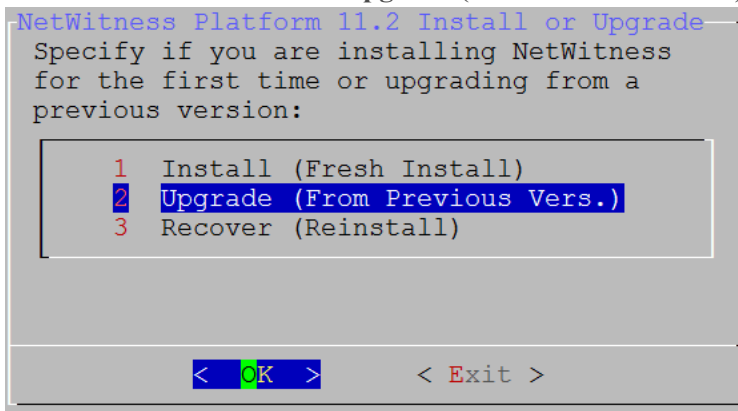 NetWitness Platform 11.2 Install or Upgrade
Specify if you are installing NetWitness
for the first time or upgrading from a
previous version:
1 Install (Fresh Install)
2 Upgrade (From Previous Vers.)
3 Recover (Reinstall)
< OK > < Exit >